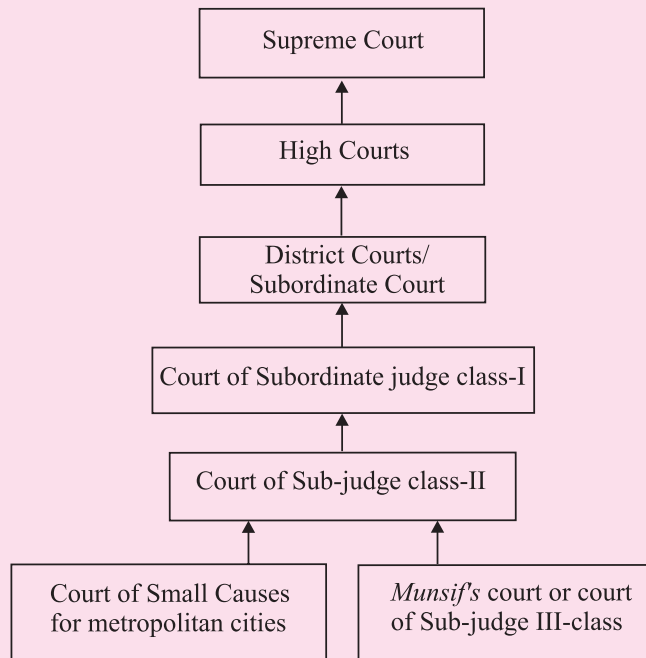 Supreme Court
High Courts
District Courts/
Subordinate Court
Court of Subordinate judge class-I
Court of Sub-judge class-II
Court of Small Causes
for metropolitan cities
Munsif's court or court
of Sub-judge III-class